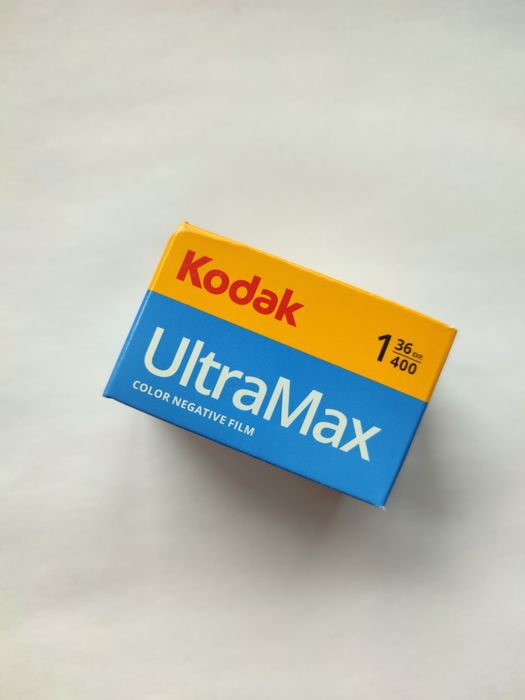 Kodak
1 36 EXP.
400
UltraMax
COLOR NEGATIVE FILM